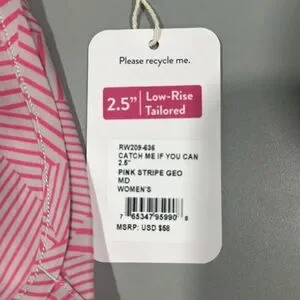 Please recycle me.
2.5" Low-Rise
Tailored
RW209-636
CATCH ME IF YOU CAN
2.5"
PINK STRIPE GEO
MD
WOMEN'S
7 65347 95990 8
MSRP: USD $58